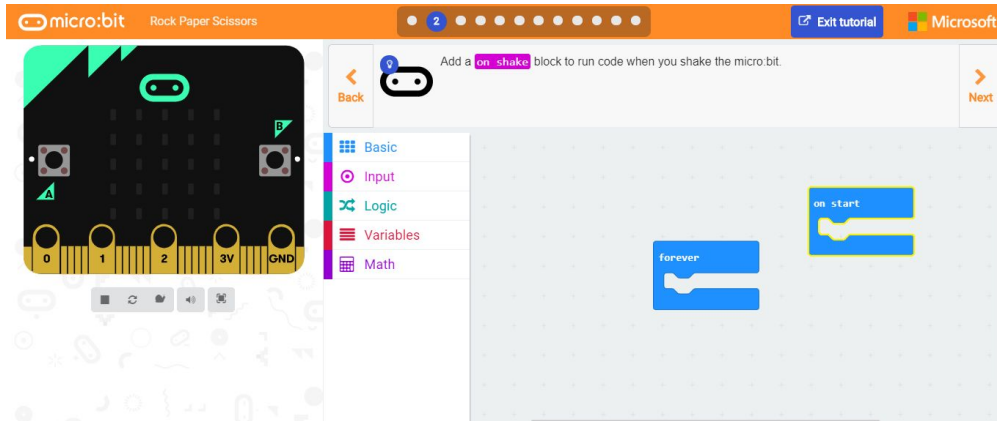 micro:bit Rock Paper Scissors 2 Exit tutorial Microsoft
Back
Add a on shake block to run code when you shake the micro:bit.
Next
B
A
0 1 2 3V GND
Basic
Input
Logic
Variables
Math
on start
forever